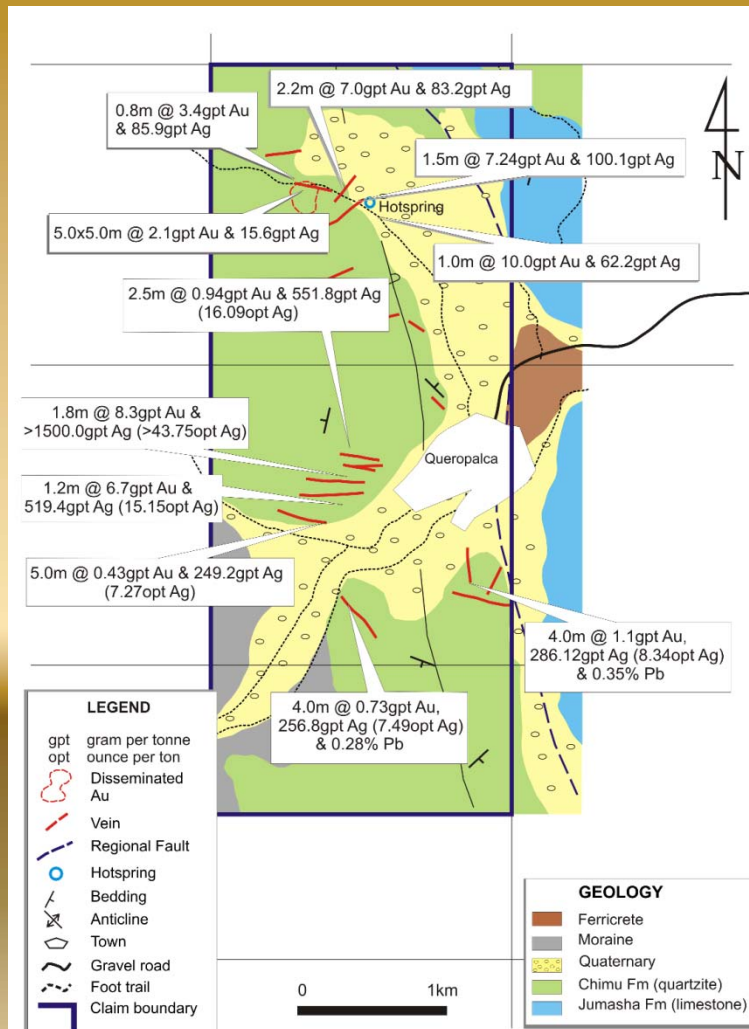 2.2m @ 7.0gpt Au & 83.2gpt Ag
0.8m @ 3.4gpt Au
& 85.9gpt Ag
1.5m @ 7.24gpt Au & 100.1gpt Ag
N
Hotspring
5.0x5.0m @ 2.1gpt Au & 15.6gpt Ag
1.0m @ 10.0gpt Au & 62.2gpt Ag
2.5m @ 0.94gpt Au & 551.8gpt Ag
(16.09opt Ag)
1.8m @ 8.3gpt Au &
>1500.0gpt Ag (>43.75opt Ag)
Queropalca
1.2m @ 6.7gpt Au &
519.4gpt Ag (15.15opt Ag)
5.0m @ 0.43gpt Au & 249.2gpt Ag
(7.27opt Ag)
4.0m @ 1.1gpt Au,
286.12gpt Ag (8.34opt Ag)
& 0.35% Pb
4.0m @ 0.73gpt Au,
256.8gpt Ag (7.49opt Ag)
& 0.28% Pb
LEGEND
gpt gram per tonne
opt ounce per ton
Disseminated
Au
Vein
Regional Fault
Hotspring
Bedding
Anticline
Town
Gravel road
Foot trail
Claim boundary
0 1km
GEOLOGY
Ferricrete
Moraine
Quaternary
Chimu Fm (quartzite)
Jumasha Fm (limestone)